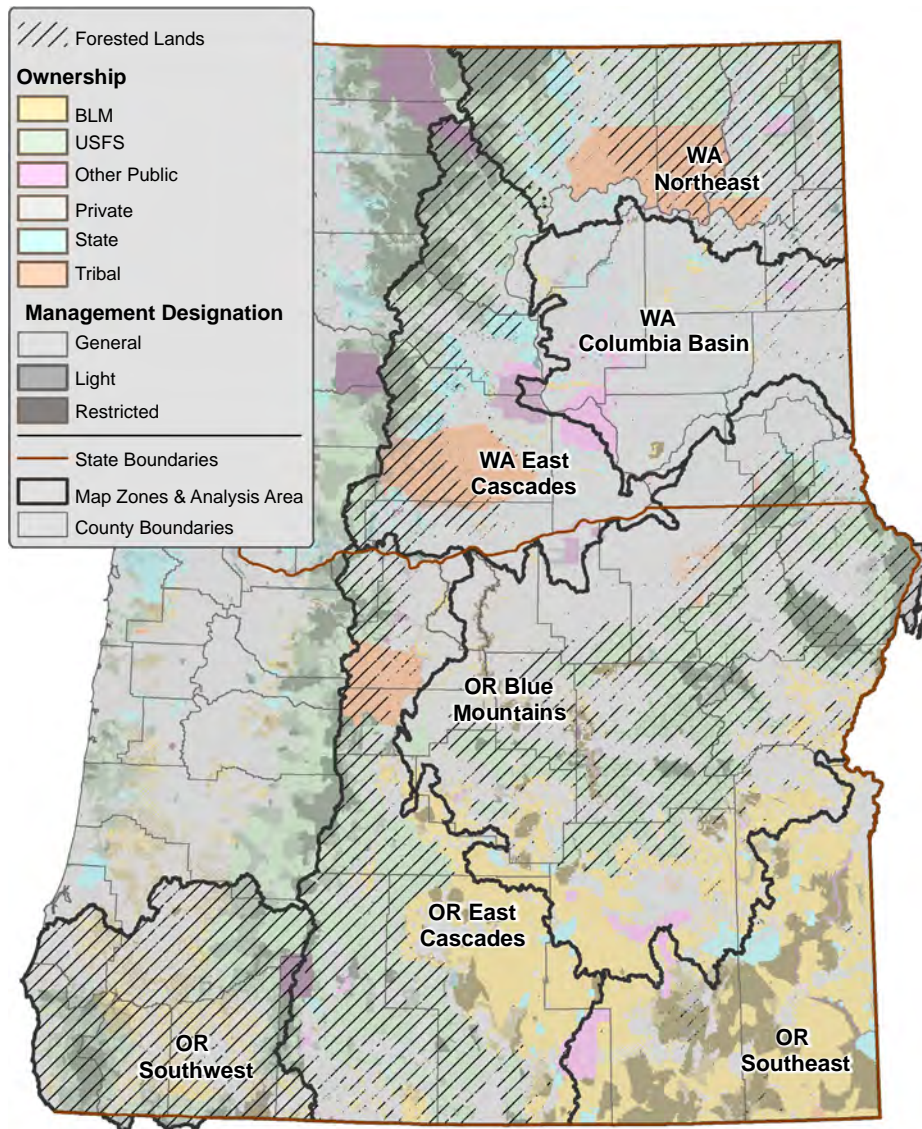 Forested Lands
Ownership
BLM
USFS
Other Public
Private
State
Tribal
Management Designation
General
Light
Restricted
State Boundaries
Map Zones & Analysis Area
County Boundaries
WA
Northeast
WA
Columbia Basin
WA East
Cascades
OR Blue
Mountains
OR East
Cascades
OR
Southwest
OR
Southeast